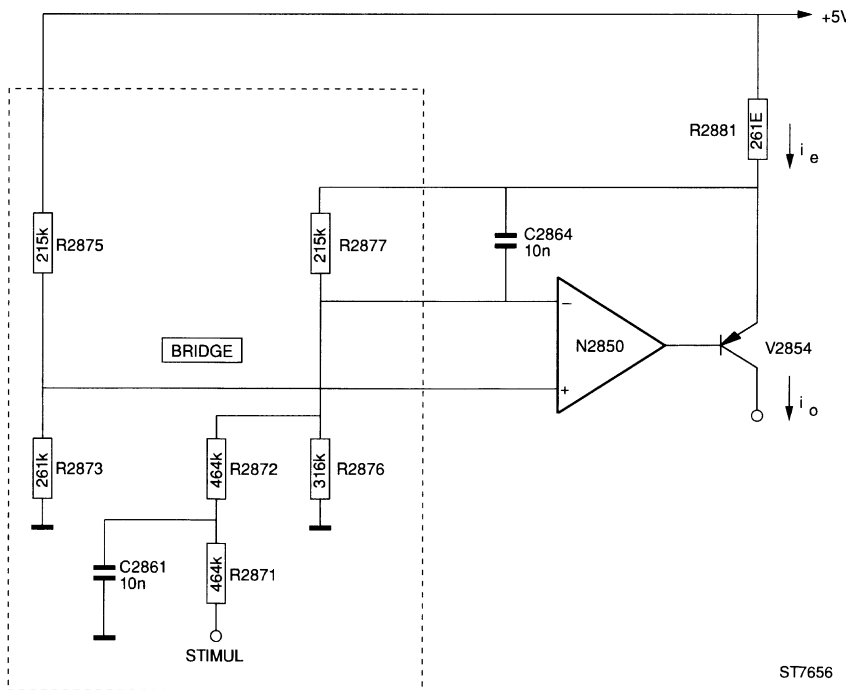 +5V
R2881
261E
i e
215k
R2875
215k
R2877
C2864
10n
BRIDGE
−
N2850
V2854
+
i o
261k
R2873
464k
R2872
316k
R2876
C2861
10n
464k
R2871
STIMUL
ST7656